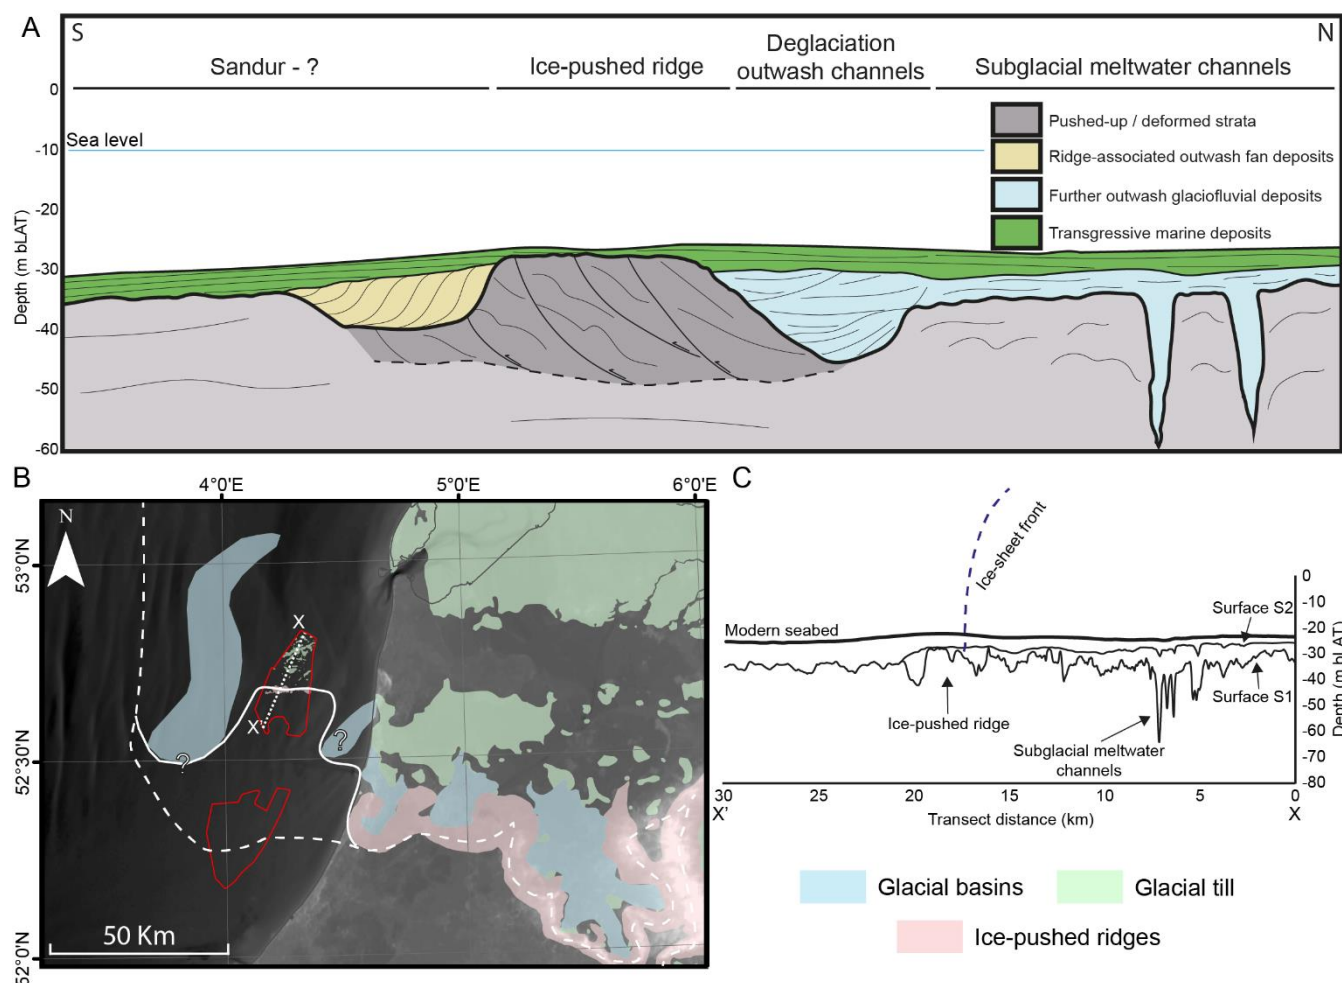 A
S
N
Sandur - ?
Ice-pushed ridge
Deglaciation
outwash channels
Subglacial meltwater channels
0
-10
-20
-30
-40
-50
-60
Depth (m bLAT)
Sea level
Pushed-up / deformed strata
Ridge-associated outwash fan deposits
Further outwash glaciofluvial deposits
Transgressive marine deposits
B
4°0'E
5°0'E
6°0'E
N
53°0'N
52°30'N
52°0'N
X
X'
?
?
50 Km
C
Ice-sheet front
Modern seabed
Surface S2
Surface S1
Ice-pushed ridge
Subglacial meltwater
channels
0
-10
-20
-30
-40
-50
-60
-70
-80
Depth (m bLAT)
30
25
20
15
10
5
0
X'
Transect distance (km)
X
Glacial basins
Glacial till
Ice-pushed ridges